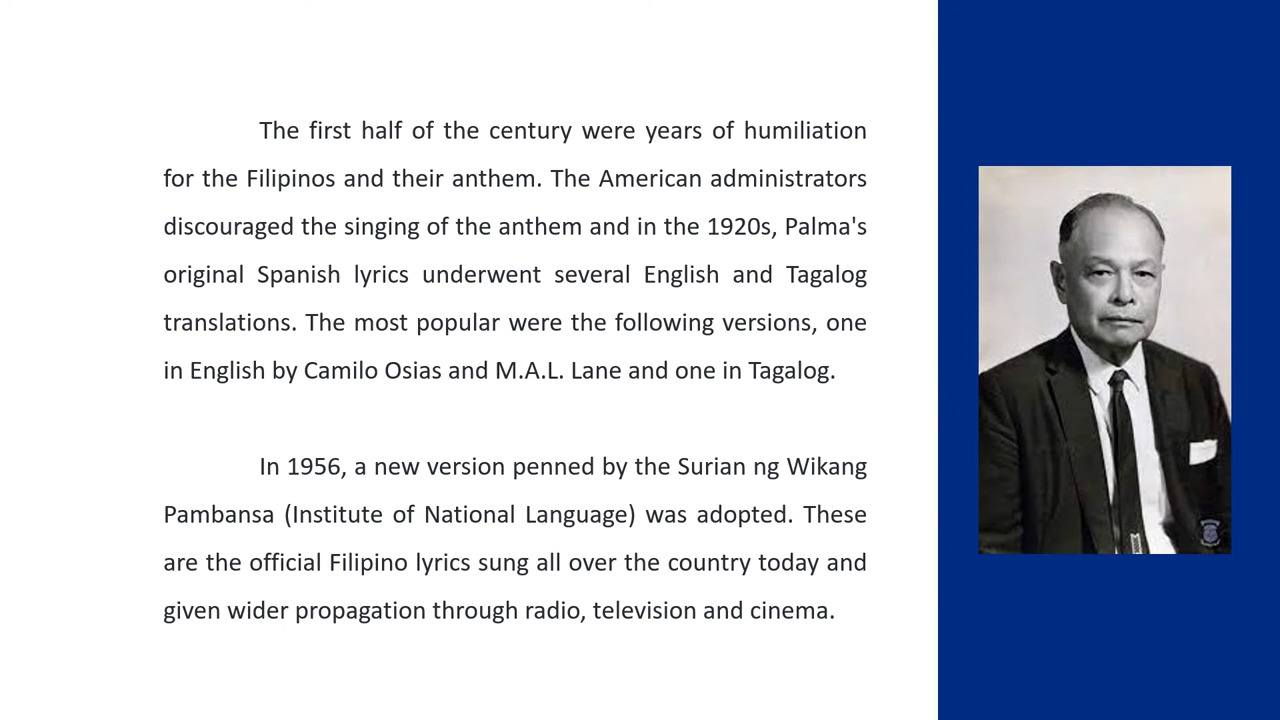 The first half of the century were years of humiliation
for the Filipinos and their anthem. The American administrators
discouraged the singing of the anthem and in the 1920s, Palma's
original Spanish lyrics underwent several English and Tagalog
translations. The most popular were the following versions, one
in English by Camilo Osias and M.A.L. Lane and one in Tagalog.
In 1956, a new version penned by the Surian ng Wikang
Pambansa (Institute of National Language) was adopted. These
are the official Filipino lyrics sung all over the country today and
given wider propagation through radio, television and cinema.